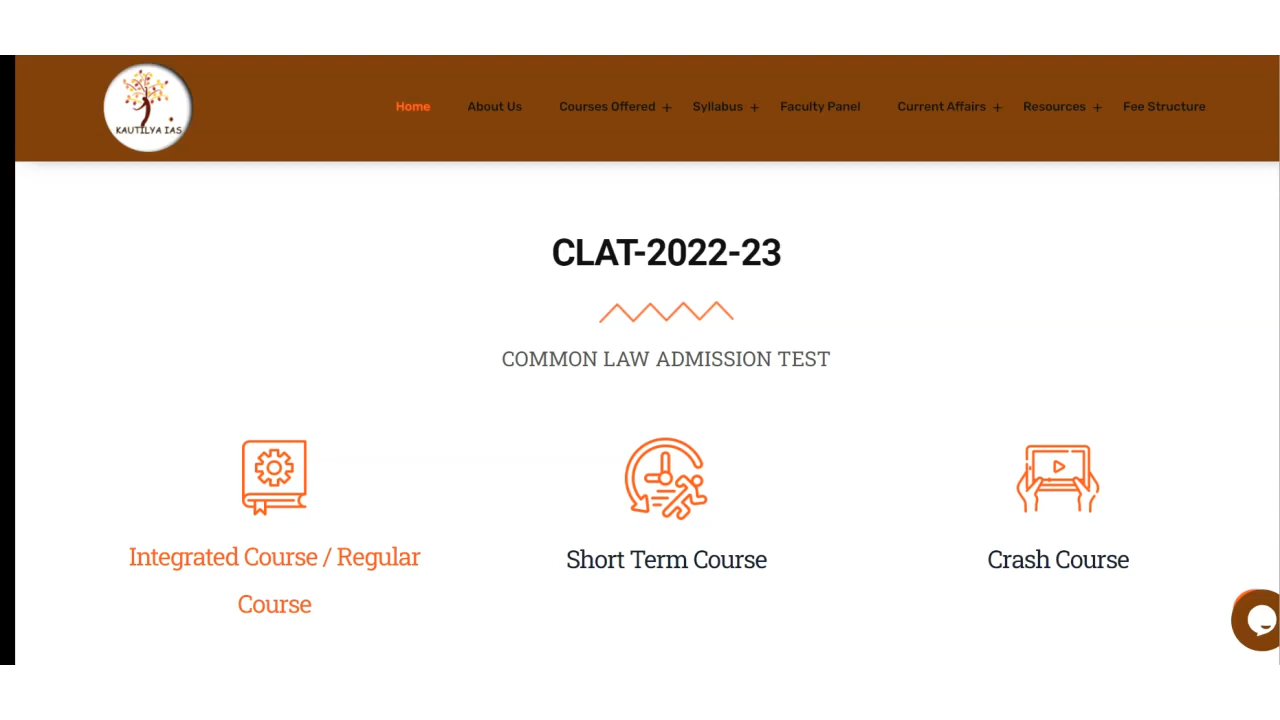 KAUTILYA IAS
Home About Us Courses Offered + Syllabus + Faculty Panel Current Affairs + Resources + Fee Structure
CLAT-2022-23
COMMON LAW ADMISSION TEST
Integrated Course / Regular
Course
Short Term Course
Crash Course